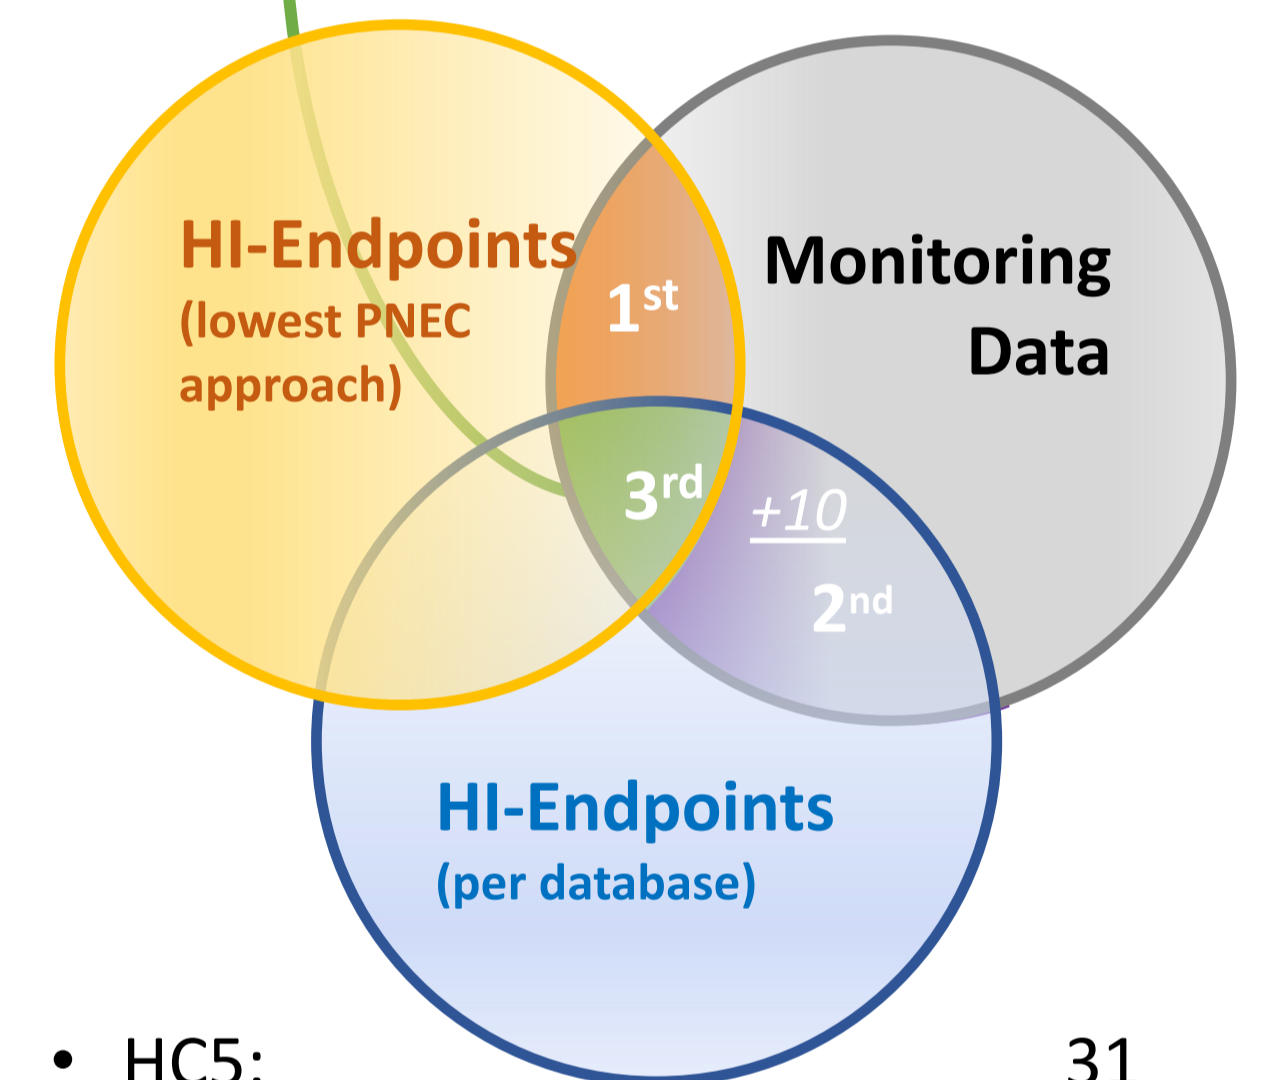 HI-Endpoints
(lowest PNEC
approach)
1st
Monitoring
Data
3rd
+10
2nd
HI-Endpoints
(per database)
• HC5: 31